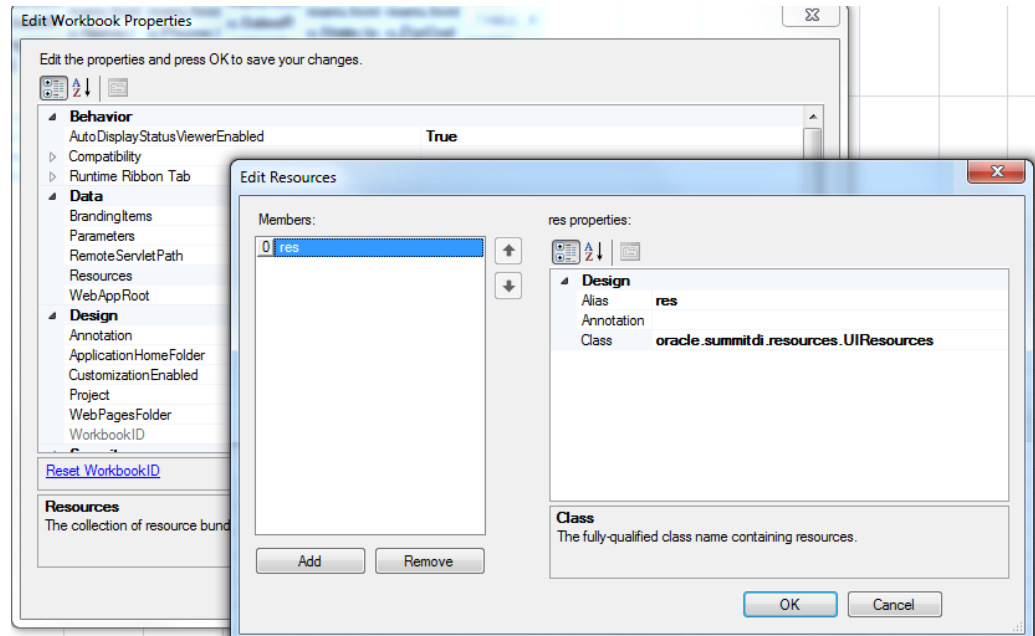 Edit Workbook Properties
Edit the properties and press OK to save your changes.
Behavior
AutoDisplayStatusViewerEnabled True
Compatibility
Runtime Ribbon Tab
Data
BrandingItems
Parameters
RemoteServletPath
Resources
WebAppRoot
Design
Annotation
ApplicationHomeFolder
CustomizationEnabled
Project
WebPagesFolder
WorkbookID
Reset WorkbookID
Resources
The collection of resource bund
Edit Resources
Members:
0 res
Add Remove
res properties:
Design
Alias res
Annotation
Class oracle.summitdi.resources.UIResources
Class
The fully-qualified class name containing resources.
OK Cancel